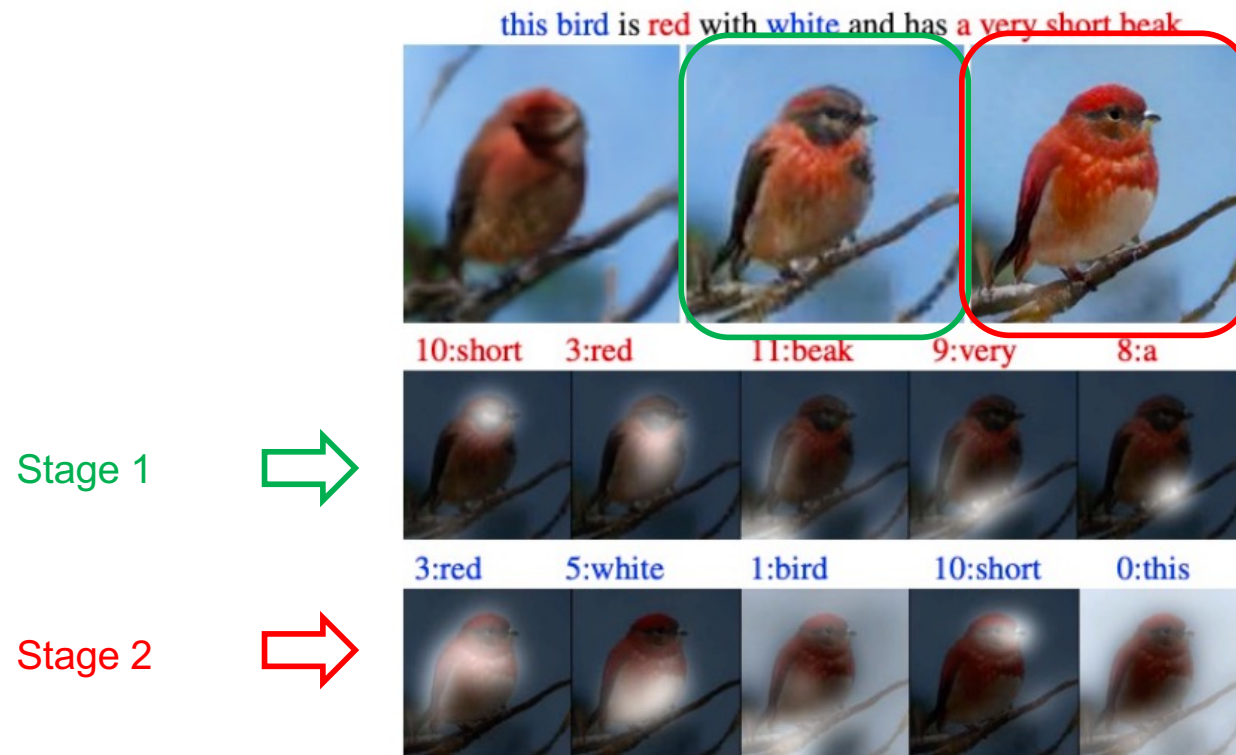 this bird is red with white and has a very short beak
10:short 3:red 11:beak 9:very 8:a
Stage 1
3:red 5:white 1:bird 10:short 0:this
Stage 2